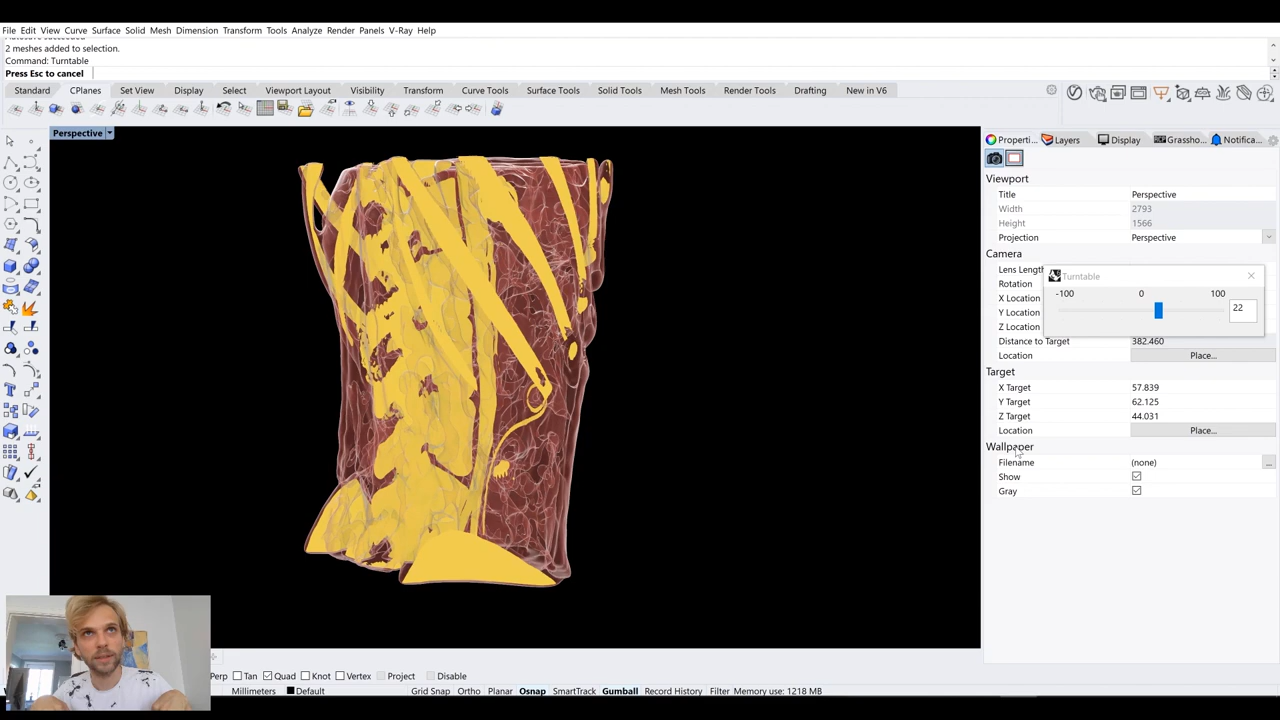 File Edit View Curve Surface Solid Mesh Dimension Transform Tools Analyze Render Panels V-Ray Help
2 meshes added to selection.
Command: Turntable
Press Esc to cancel
Standard CPlanes Set View Display Select Viewport Layout Visibility Transform Curve Tools Surface Tools Solid Tools Mesh Tools Render Tools Drafting New in V6
Perspective
Properti... Layers Display Grassho... Notifica...
Viewport
Title Perspective
Width 2793
Height 1566
Projection Perspective
Camera
Lens Length
Rotation
X Location
Y Location
Z Location
Turntable
-100 0 100
22
Distance to Target 382.460
Location Place...
Target
X Target 57.839
Y Target 62.125
Z Target 44.031
Location Place...
Wallpaper
Filename (none) ...
Show
Gray
Perp Tan Quad Knot Vertex Project Disable
Millimeters Default Grid Snap Ortho Planar Osnap SmartTrack Gumball Record History Filter Memory use: 1218 MB